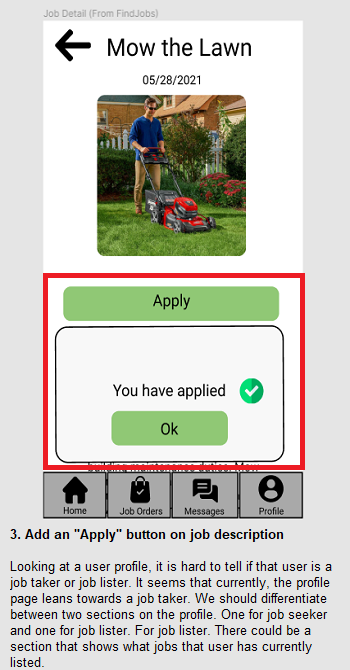 Job Detail (From FindJobs)
Mow the Lawn
05/28/2021
Apply
You have applied
Ok
building maintenance duties. Mow
Home
Job Orders
Messages
Profile
3. Add an "Apply" button on job description
Looking at a user profile, it is hard to tell if that user is a
job taker or job lister. It seems that currently, the profile
page leans towards a job taker. We should differentiate
between two sections on the profile. One for job seeker
and one for job lister. For job lister. There could be a
section that shows what jobs that user has currently
listed.